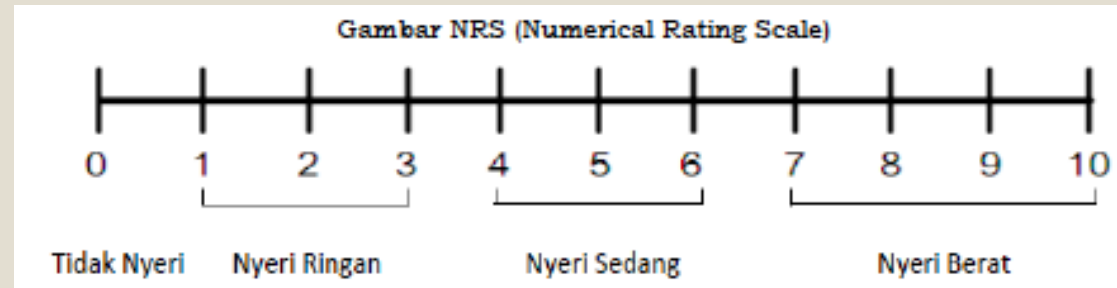 Gambar NRS (Numerical Rating Scale)
0 1 2 3 4 5 6 7 8 9 10
Tidak Nyeri Nyeri Ringan Nyeri Sedang Nyeri Berat